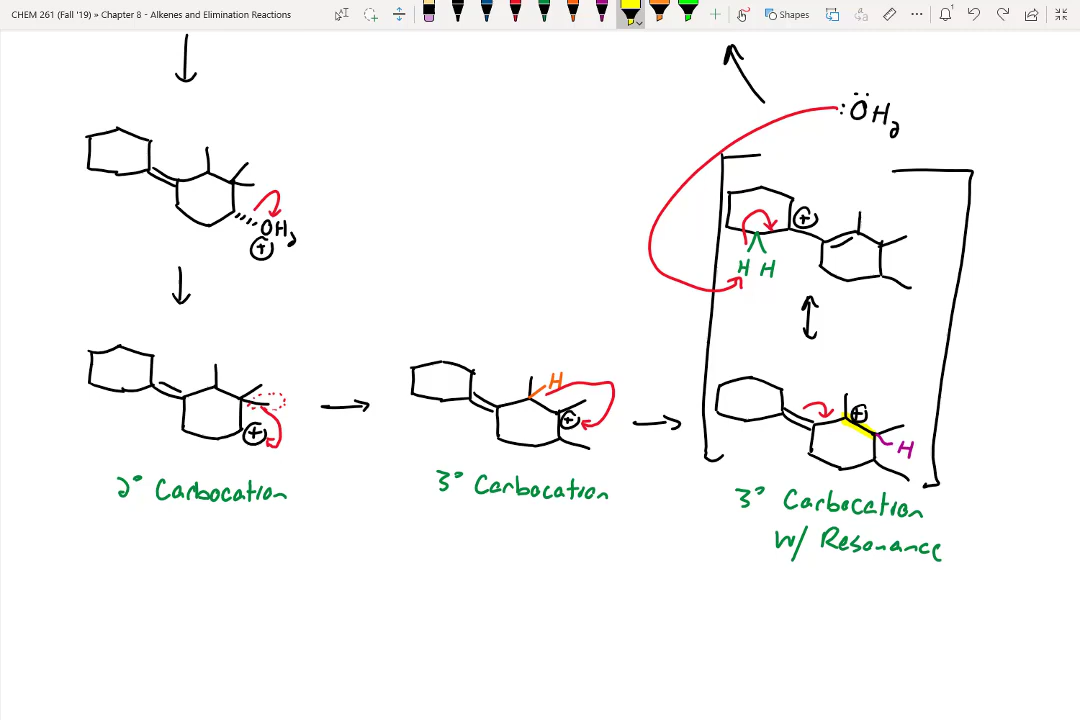 CHEM 261 (Fall '19) » Chapter 8 - Alkenes and Elimination Reactions
Shapes
1
:ÖH2
OH2
+
+
H H
H
+
+
+
H
2° Carbocation
3° Carbocation
3° Carbocation
w/ Resonance